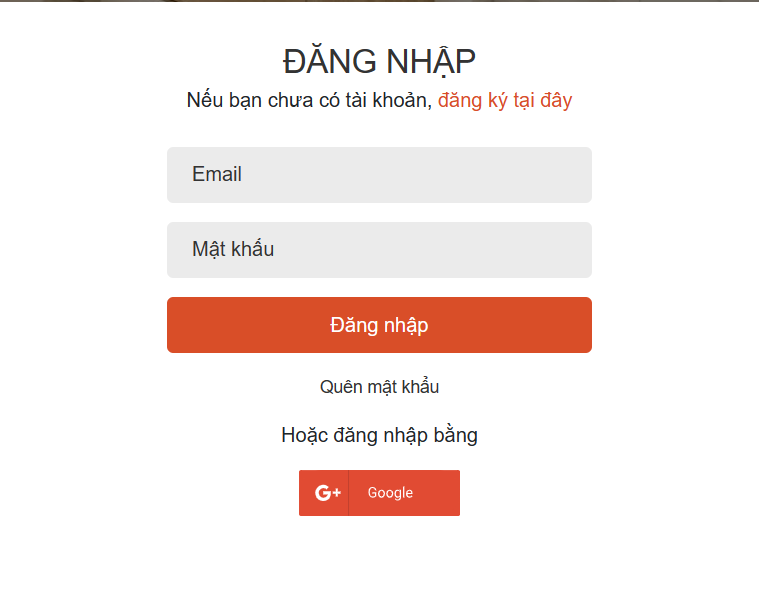 ĐĂNG NHẬP
Nếu bạn chưa có tài khoản, đăng ký tại đây
Email
Mật khấu
Đăng nhập
Quên mật khẩu
Hoặc đăng nhập bằng
G+ Google